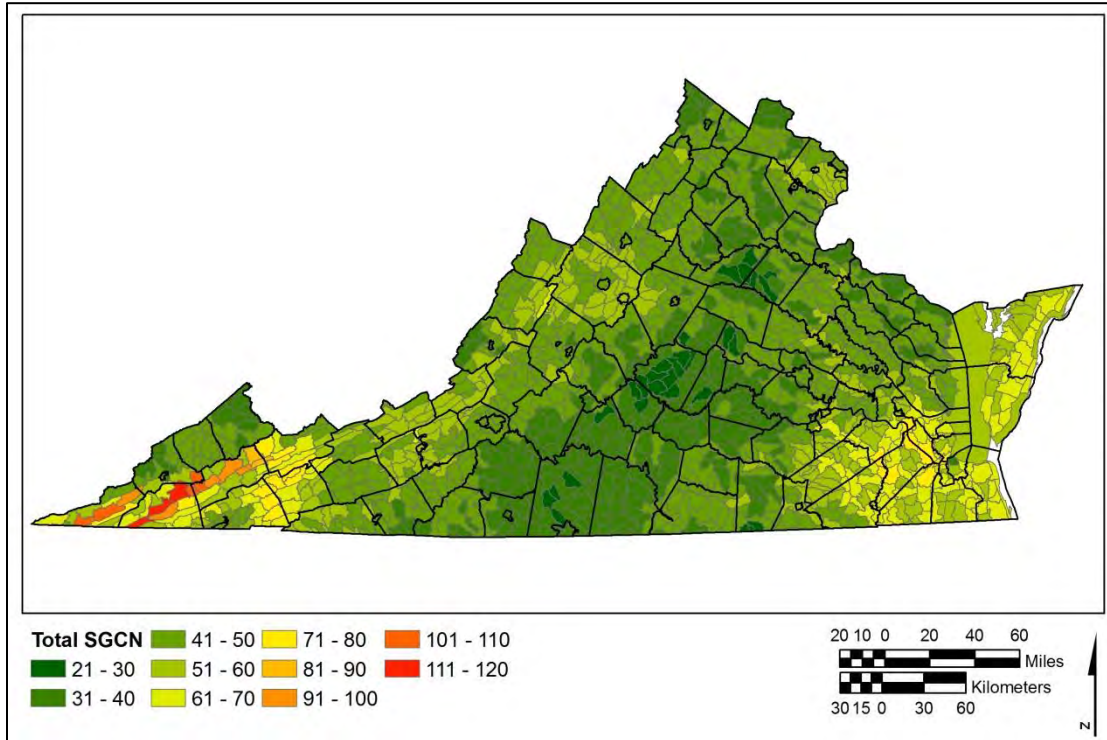 Total SGCN
21 - 30
31 - 40
41 - 50
51 - 60
61 - 70
71 - 80
81 - 90
91 - 100
101 - 110
111 - 120
20 10 0 20 40 60
Miles
Kilometers
30 15 0 30 60
N